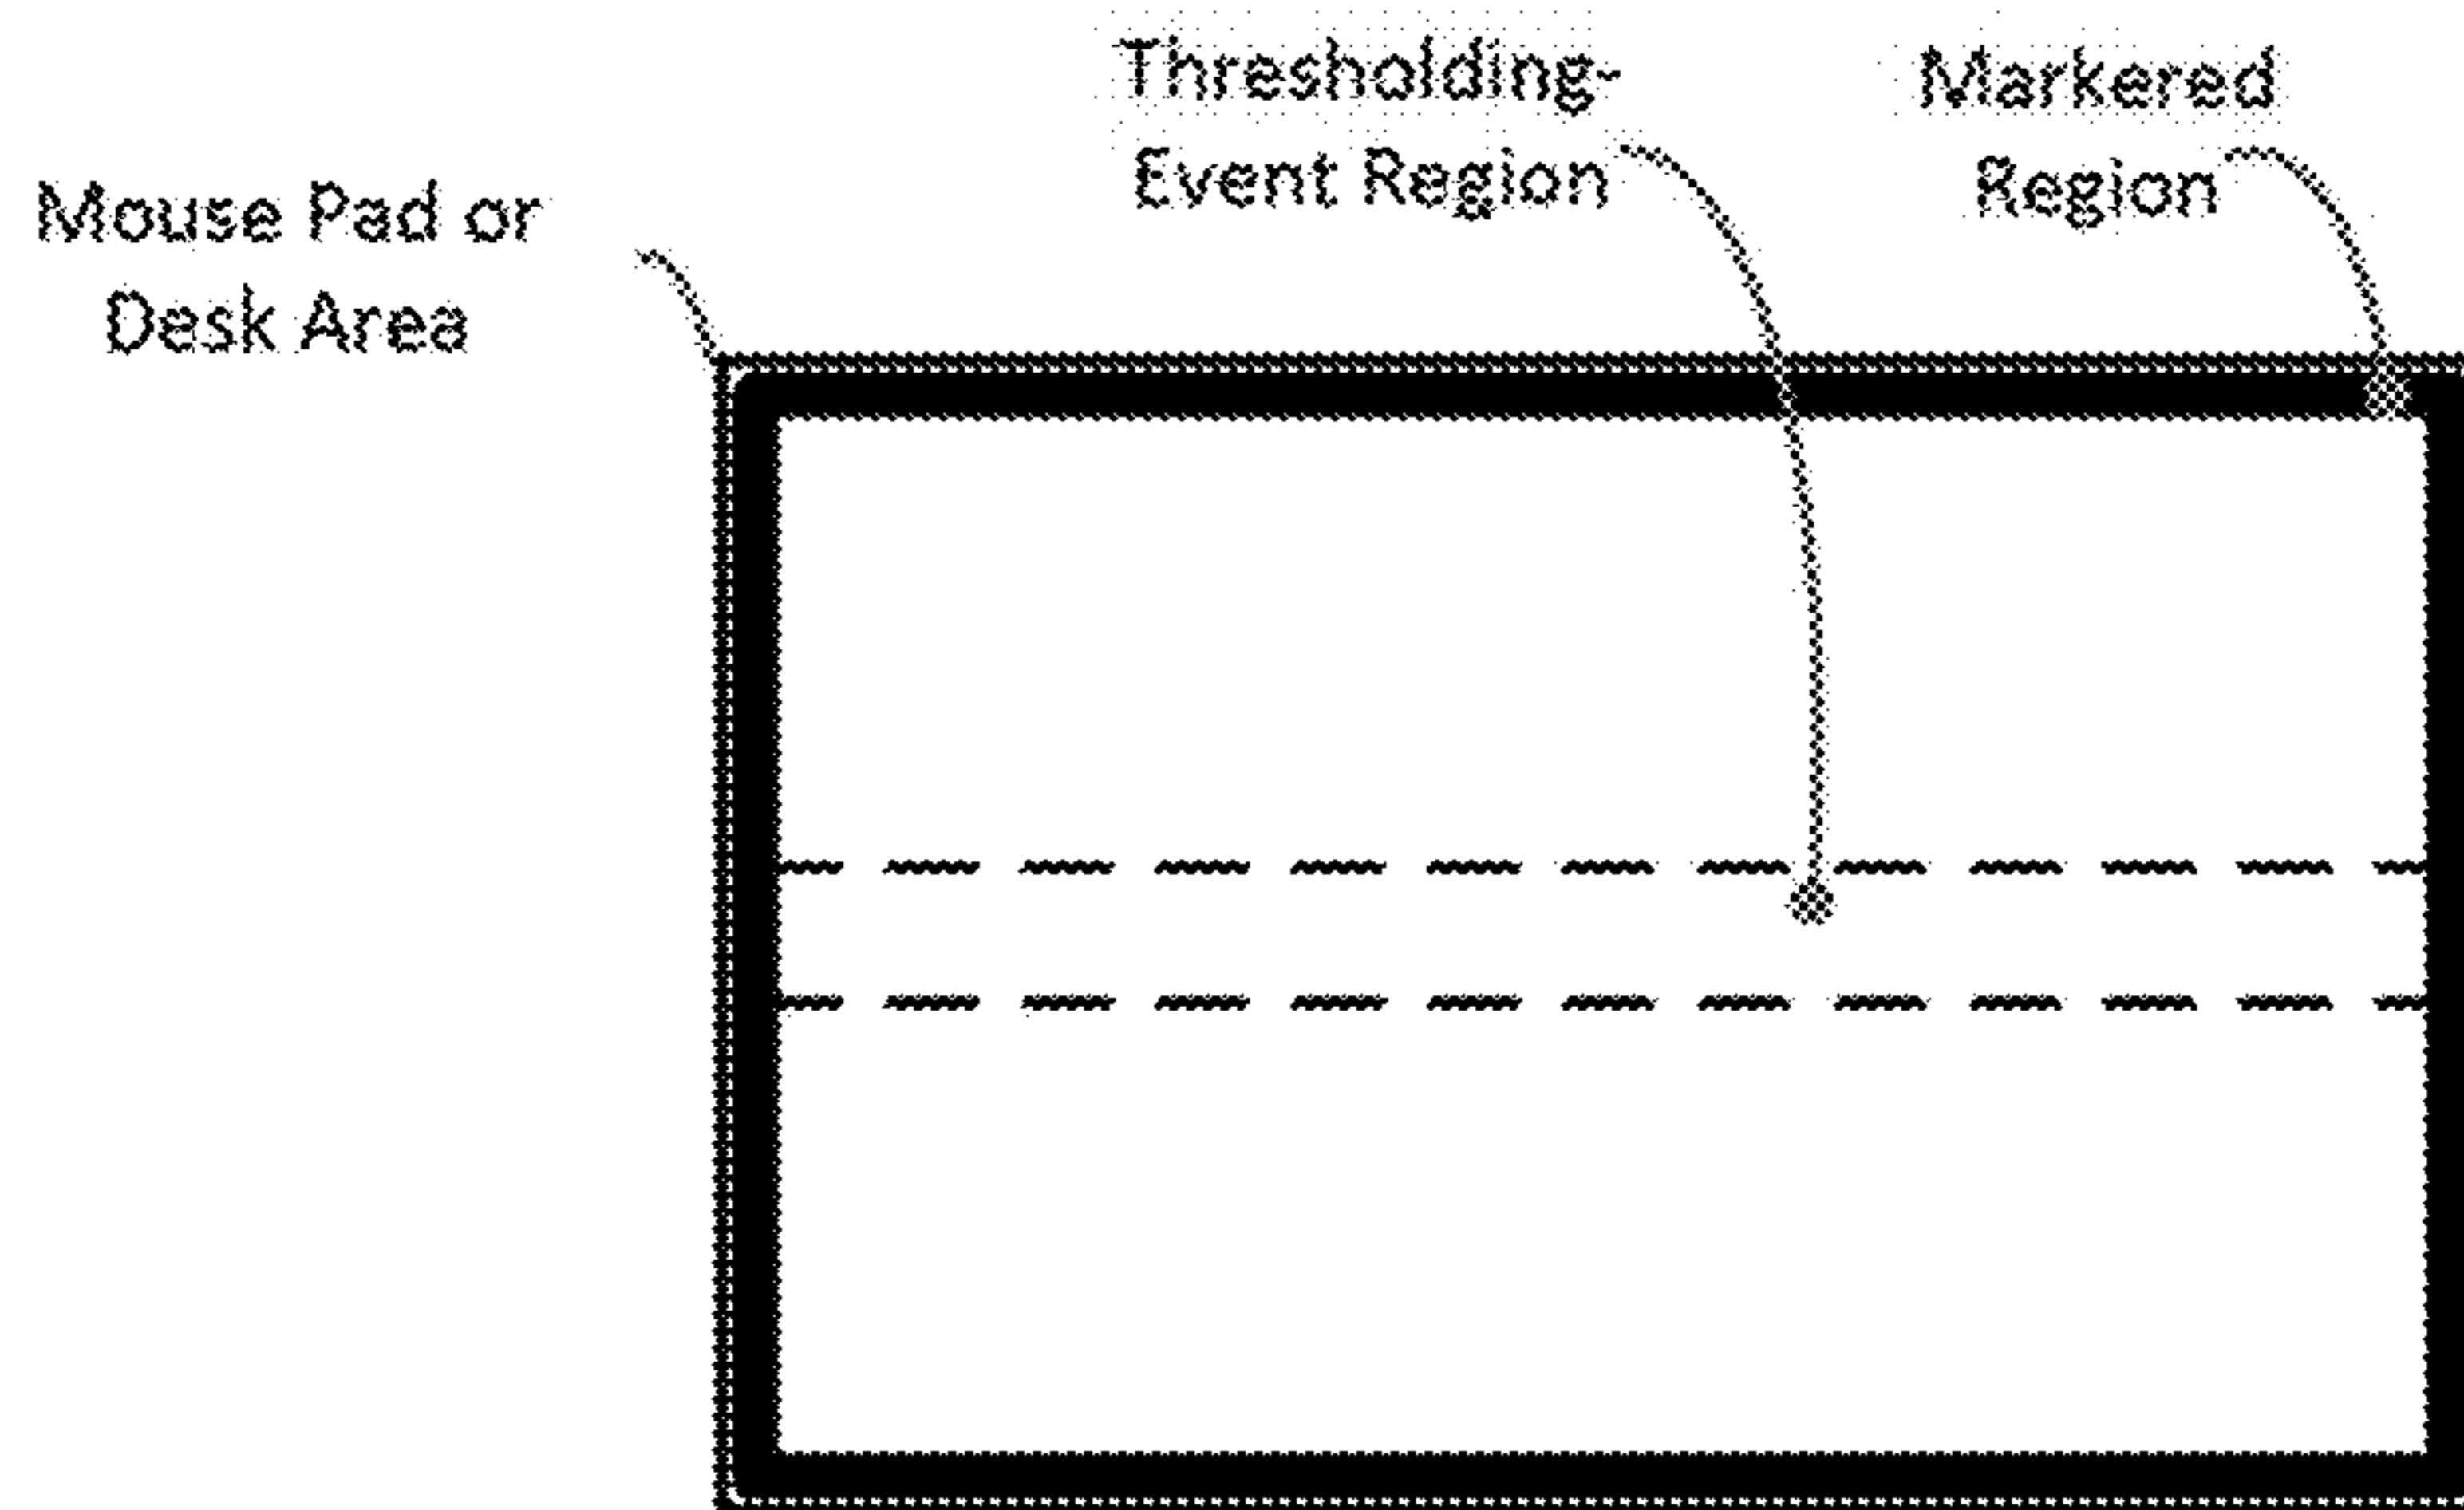 Thresholding-
Event Region
Markered
Region
Mouse Pad or
Desk Area